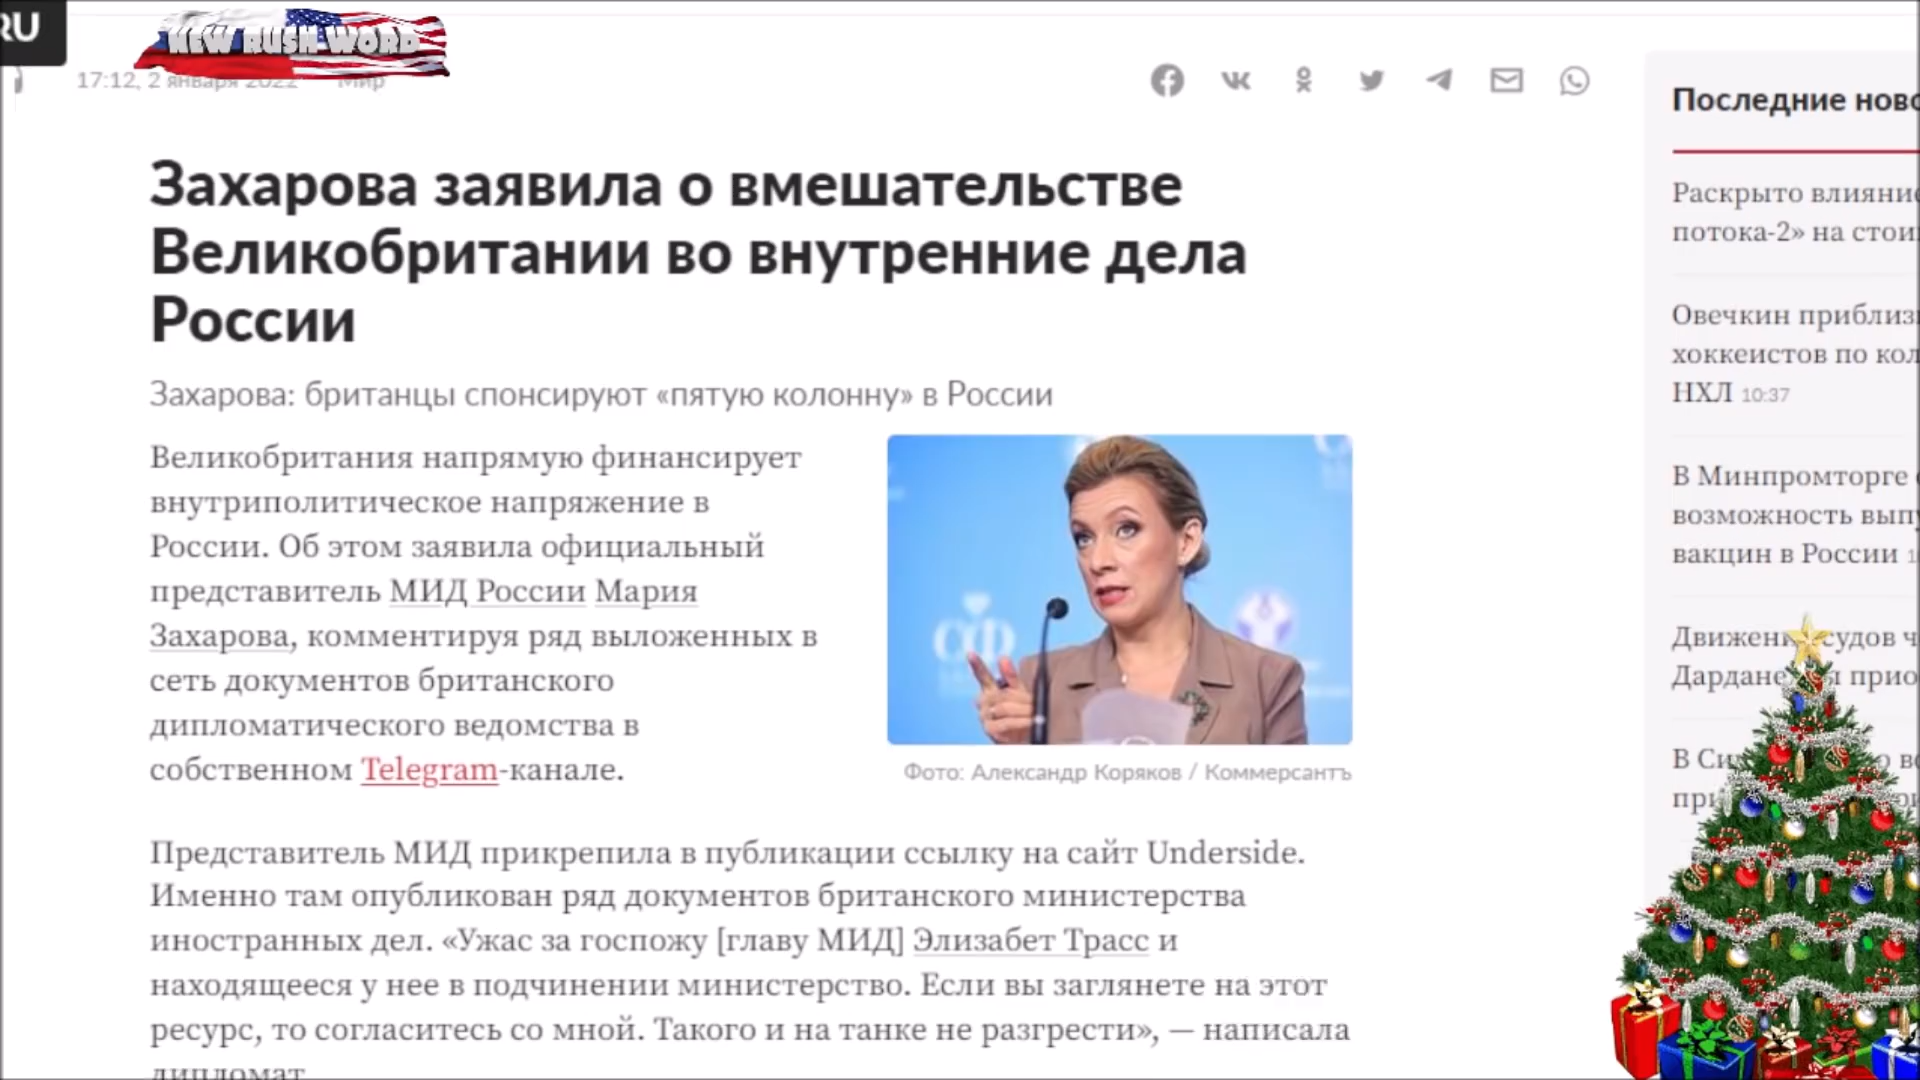 RU
NEW RUSH WORD
17:12, 2 января 2022 Мир
Захарова заявила о вмешательстве
Великобритании во внутренние дела
России
Захарова: британцы спонсируют «пятую колонну» в России
Великобритания напрямую финансирует
внутриполитическое напряжение в
России. Об этом заявила официальный
представитель МИД России Мария
Захарова, комментируя ряд выложенных в
сеть документов британского
дипломатического ведомства в
собственном Telegram-канале.
СФ
Фото: Александр Коряков / Коммерсантъ
Представитель МИД прикрепила в публикации ссылку на сайт Underside.
Именно там опубликован ряд документов британского министерства
иностранных дел. «Ужас за госпожу [главу МИД] Элизабет Трасс и
находящееся у нее в подчинении министерство. Если вы заглянете на этот
ресурс, то согласитесь со мной. Такого и на танке не разгрести», — написала
дипломат
Последние ново
Раскрыто влияние
потока-2» на стои
Овечкин приблиз
хоккеистов по кол
НХЛ 10:37
В Минпромторге
возможность вып
вакцин в России
Движен судов ч
Дардане прио
В Си
при